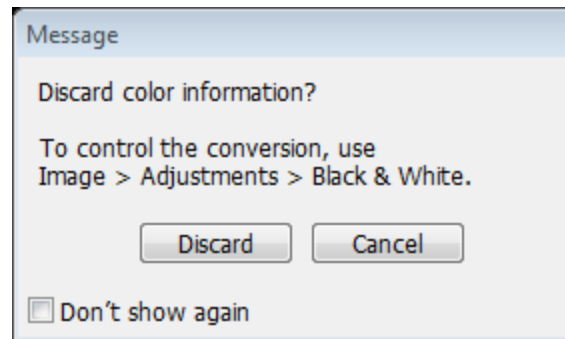 Message
Discard color information?
To control the conversion, use
Image > Adjustments > Black & White.
Discard
Cancel
Don't show again